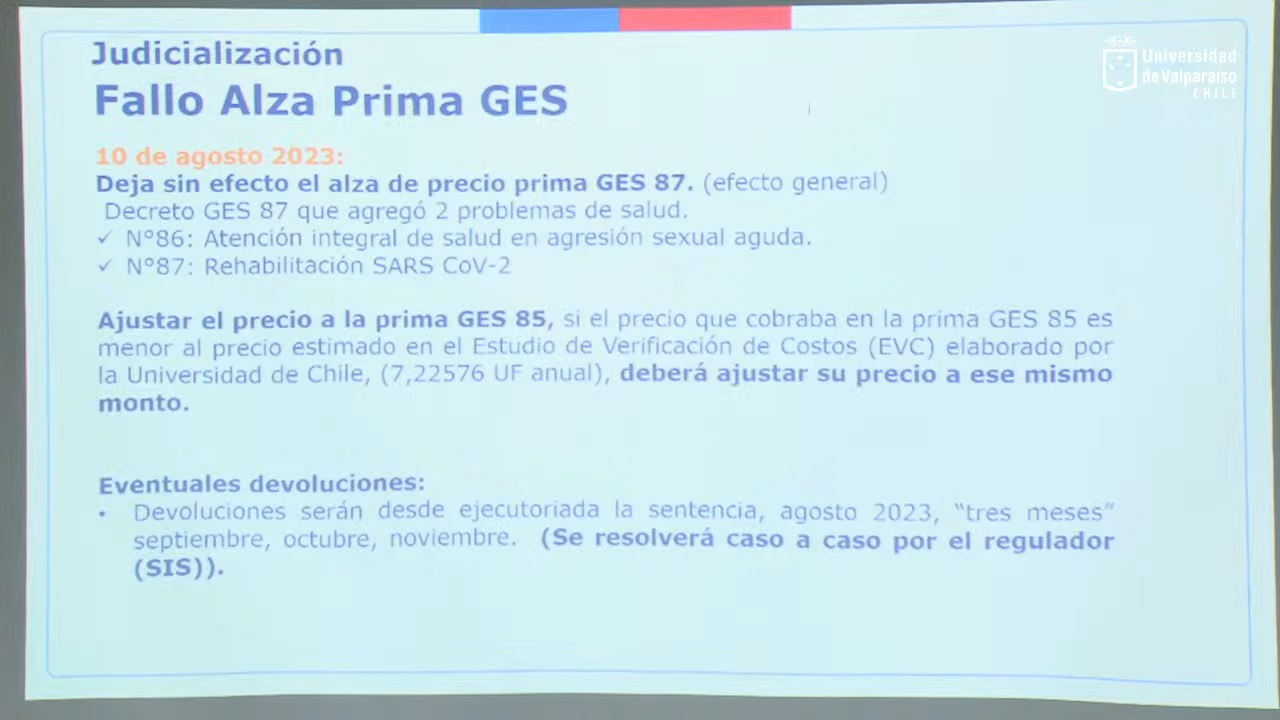 Judicialización
Fallo Alza Prima GES
Universidad
de Valparaíso
CHILE
10 de agosto 2023:
Deja sin efecto el alza de precio prima GES 87. (efecto general)
Decreto GES 87 que agregó 2 problemas de salud.
✓ N°86: Atención integral de salud en agresión sexual aguda.
✓ N°87: Rehabilitación SARS CoV-2
Ajustar el precio a la prima GES 85, si el precio que cobraba en la prima GES 85 es
menor al precio estimado en el Estudio de Verificación de Costos (EVC) elaborado por
la Universidad de Chile, (7,22576 UF anual), deberá ajustar su precio a ese mismo
monto.
Eventuales devoluciones:
• Devoluciones serán desde ejecutoriada la sentencia, agosto 2023, “tres meses”
septiembre, octubre, noviembre. (Se resolverá caso a caso por el regulador
(SIS)).